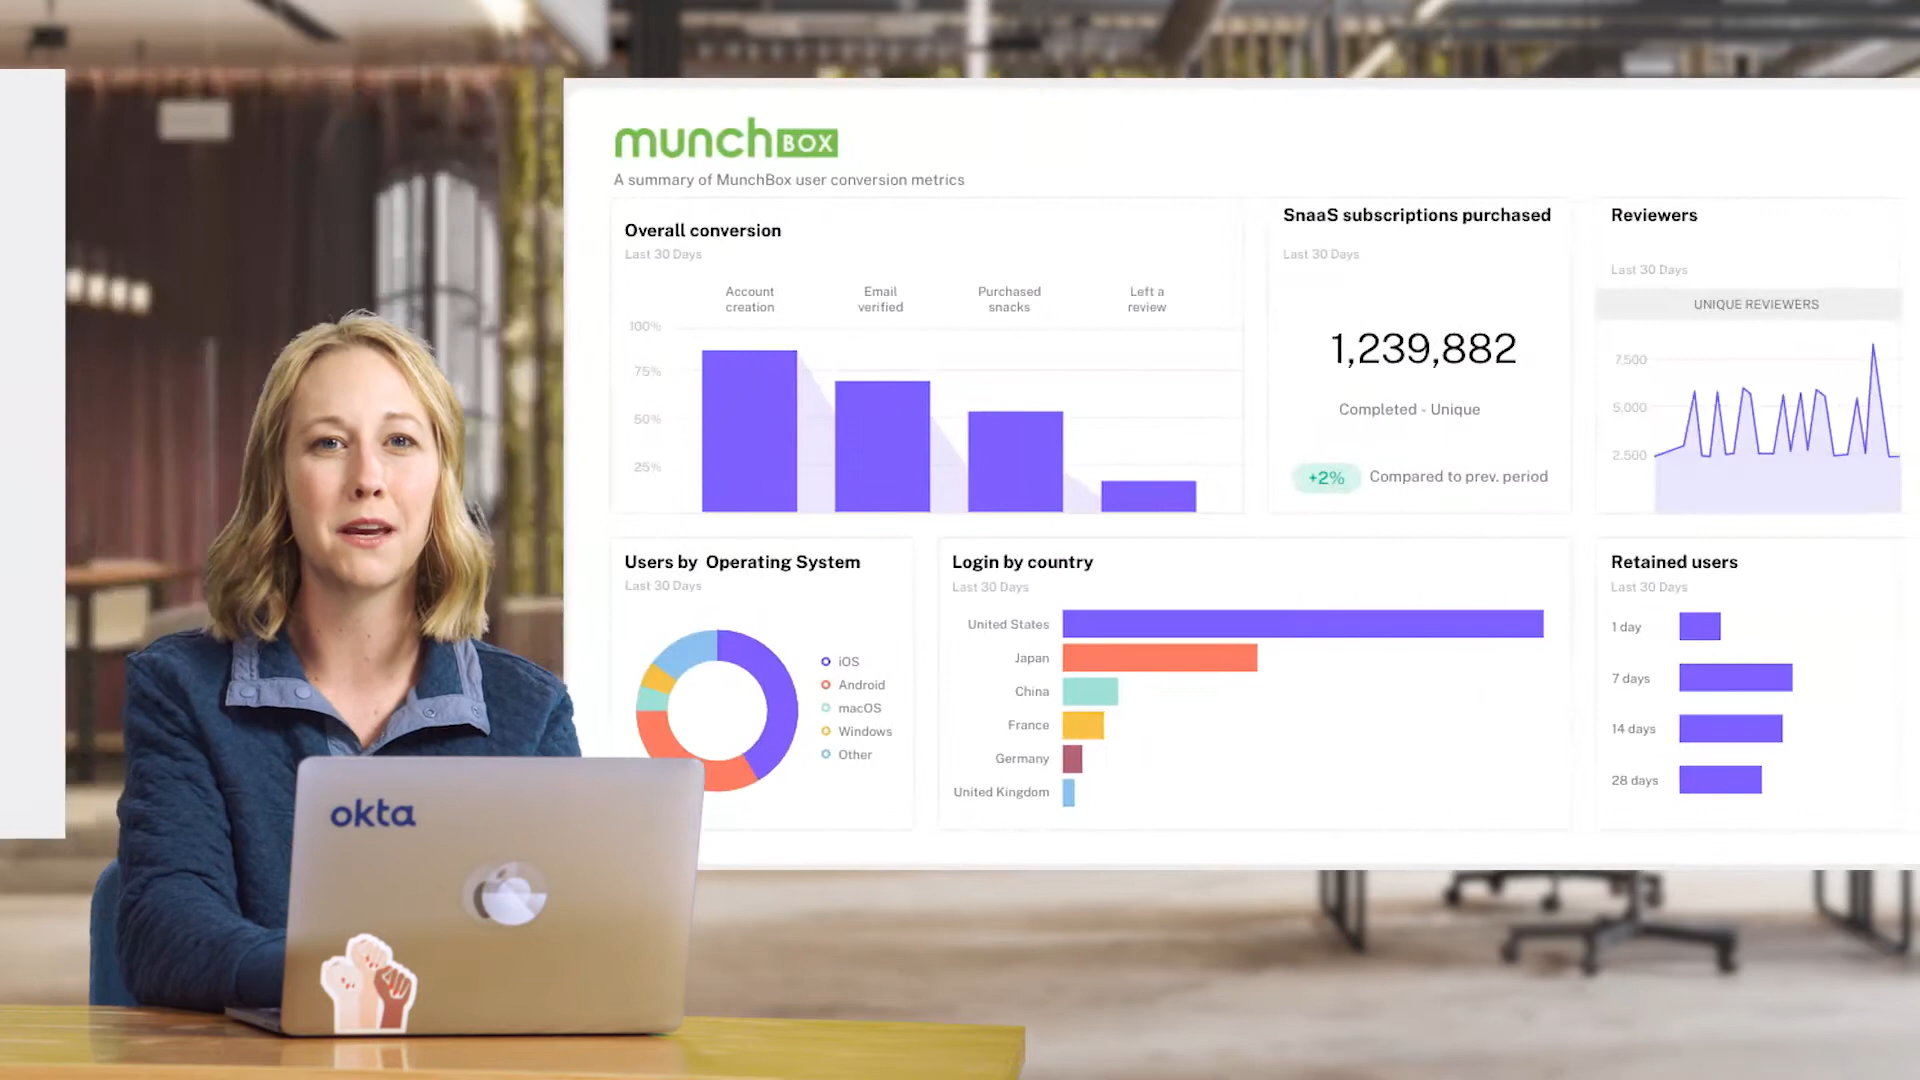 munch BOX
A summary of MunchBox user conversion metrics
Overall conversion
Last 30 Days
Account
creation
Email
verified
Purchased
snacks
Left a
review
100%
75%
50%
25%
SnaaS subscriptions purchased
Last 30 Days
1,239,882
Completed - Unique
+2% Compared to prev. period
Reviewers
Last 30 Days
UNIQUE REVIEWERS
7,500
5,000
2,500
Users by Operating System
Last 30 Days
iOS
Android
macOS
Windows
Other
Login by country
Last 30 Days
United States
Japan
China
France
Germany
United Kingdom
Retained users
Last 30 Days
1 day
7 days
14 days
28 days
okta